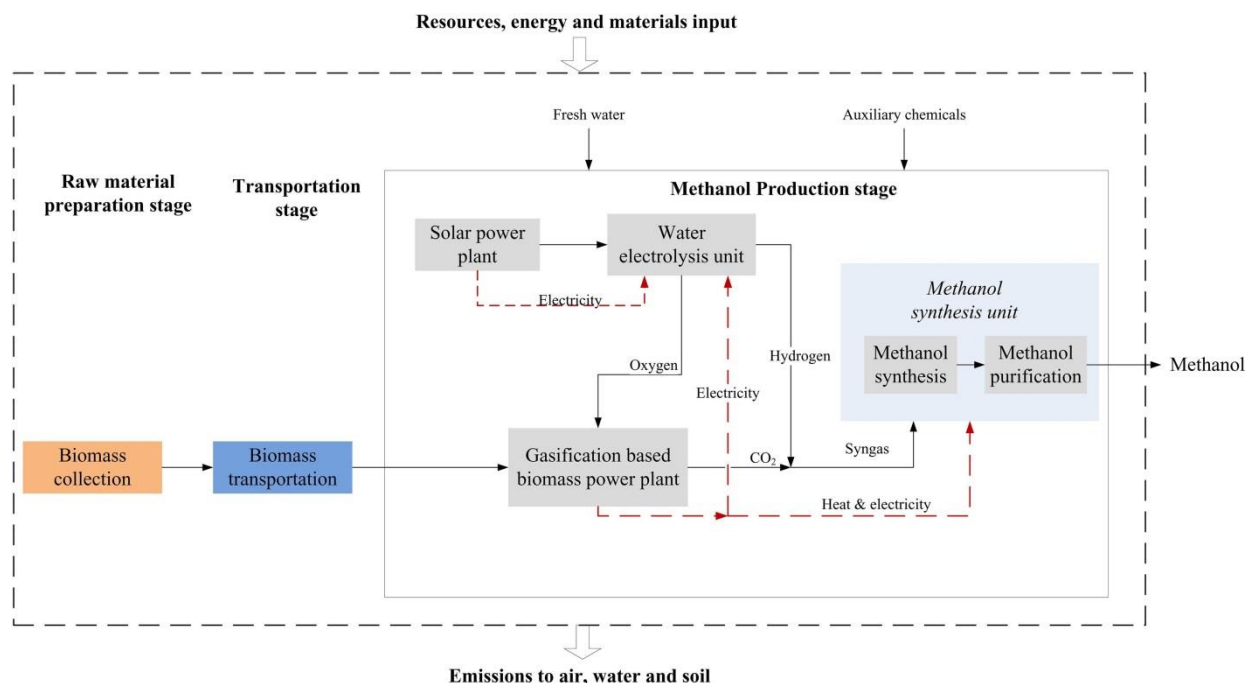 Resources, energy and materials input
Fresh water
Auxiliary chemicals
Raw material
preparation stage
Transportation
stage
Methanol Production stage
Solar power
plant
Water
electrolysis unit
Electricity
Methanol
synthesis unit
Oxygen
Hydrogen
Electricity
Methanol
synthesis
Methanol
purification
Methanol
Biomass
collection
Biomass
transportation
Gasification based
biomass power plant
CO₂
Syngas
Heat & electricity
Emissions to air, water and soil